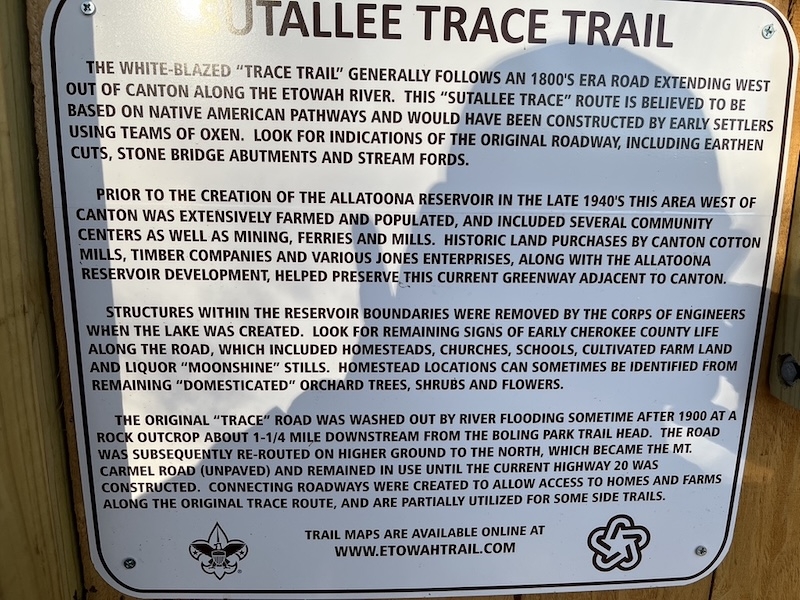 SUTALLEE TRACE TRAIL
THE WHITE-BLAZED "TRACE TRAIL" GENERALLY FOLLOWS AN 1800'S ERA ROAD EXTENDING WEST
OUT OF CANTON ALONG THE ETOWAH RIVER. THIS "SUTALLEE TRACE" ROUTE IS BELIEVED TO BE
BASED ON NATIVE AMERICAN PATHWAYS AND WOULD HAVE BEEN CONSTRUCTED BY EARLY SETTLERS
USING TEAMS OF OXEN. LOOK FOR INDICATIONS OF THE ORIGINAL ROADWAY, INCLUDING EARTHEN
CUTS, STONE BRIDGE ABUTMENTS AND STREAM FORDS.
PRIOR TO THE CREATION OF THE ALLATOONA RESERVOIR IN THE LATE 1940'S THIS AREA WEST OF
CANTON WAS EXTENSIVELY FARMED AND POPULATED, AND INCLUDED SEVERAL COMMUNITY
CENTERS AS WELL AS MINING, FERRIES AND MILLS. HISTORIC LAND PURCHASES BY CANTON COTTON
MILLS, TIMBER COMPANIES AND VARIOUS JONES ENTERPRISES, ALONG WITH THE ALLATOONA
RESERVOIR DEVELOPMENT, HELPED PRESERVE THIS CURRENT GREENWAY ADJACENT TO CANTON.
STRUCTURES WITHIN THE RESERVOIR BOUNDARIES WERE REMOVED BY THE CORPS OF ENGINEERS
WHEN THE LAKE WAS CREATED. LOOK FOR REMAINING SIGNS OF EARLY CHEROKEE COUNTY LIFE
ALONG THE ROAD, WHICH INCLUDED HOMESTEADS, CHURCHES, SCHOOLS, CULTIVATED FARM LAND
AND LIQUOR "MOONSHINE" STILLS. HOMESTEAD LOCATIONS CAN SOMETIMES BE IDENTIFIED FROM
REMAINING "DOMESTICATED" ORCHARD TREES, SHRUBS AND FLOWERS.
THE ORIGINAL "TRACE" ROAD WAS WASHED OUT BY RIVER FLOODING SOMETIME AFTER 1900 AT A
ROCK OUTCROP ABOUT 1-1/4 MILE DOWNSTREAM FROM THE BOLING PARK TRAIL HEAD. THE ROAD
WAS SUBSEQUENTLY RE-ROUTED ON HIGHER GROUND TO THE NORTH, WHICH BECAME THE MT.
CARMEL ROAD (UNPAVED) AND REMAINED IN USE UNTIL THE CURRENT HIGHWAY 20 WAS
CONSTRUCTED. CONNECTING ROADWAYS WERE CREATED TO ALLOW ACCESS TO HOMES AND FARMS
ALONG THE ORIGINAL TRACE ROUTE, AND ARE PARTIALLY UTILIZED FOR SOME SIDE TRAILS.
TRAIL MAPS ARE AVAILABLE ONLINE AT
WWW.ETOWAHTRAIL.COM